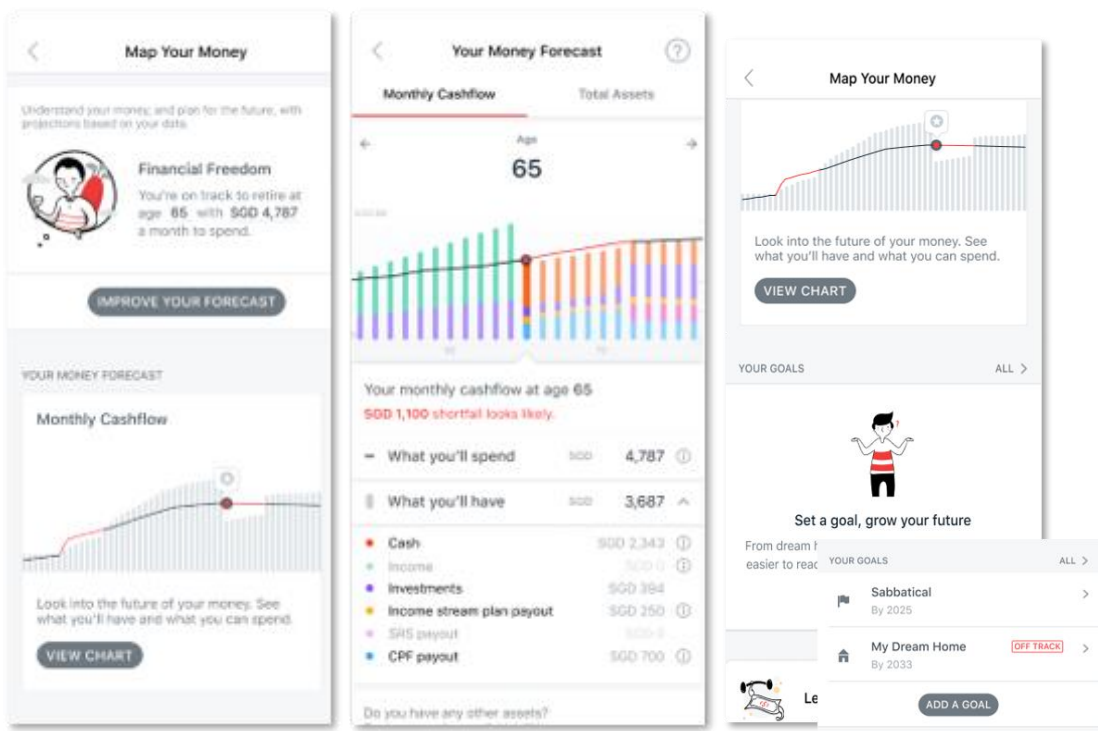 Map Your Money
Understand your money, and plan for the future, with
projections based on your data.
Financial Freedom
You're on track to retire at
age 65 with SGD 4,787
a month to spend.
IMPROVE YOUR FORECAST
YOUR MONEY FORECAST
Monthly Cashflow
Look into the future of your money. See
what you'll have and what you can spend.
VIEW CHART
Your Money Forecast
?
Monthly Cashflow
Total Assets
Age
65
Your monthly cashflow at age 65
SGD 1,100 shortfall looks likely.
What you'll spend SGD 4,787
What you'll have SGD 3,687
Cash SGD 2,343
Income SGD 0
Investments SGD 394
Income stream plan payout SGD 250
SRS payout SGD 0
CPF payout SGD 700
Do you have any other assets?
Map Your Money
Look into the future of your money. See
what you'll have and what you can spend.
VIEW CHART
YOUR GOALS ALL >
Set a goal, grow your future
From dream h
easier to reac
Le
YOUR GOALS ALL >
Sabbatical
By 2025
My Dream Home OFF TRACK
By 2033
ADD A GOAL